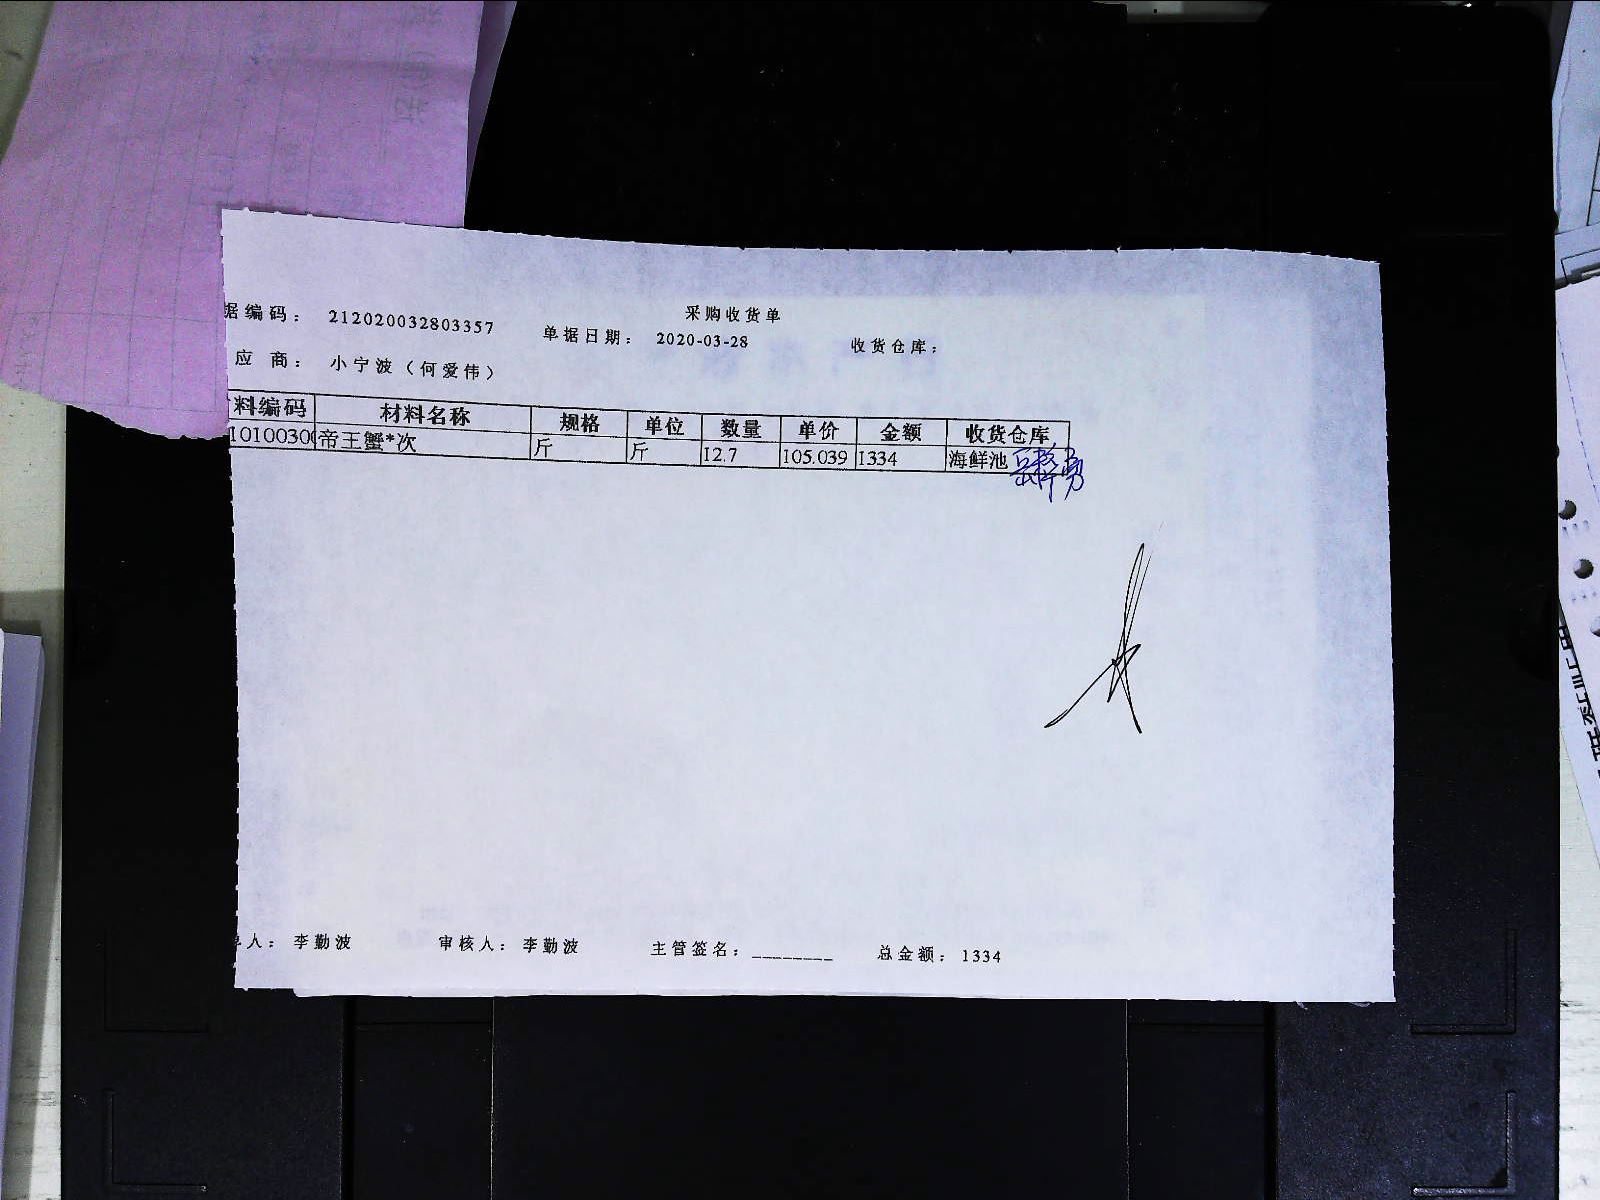 采购收货单
据编码： 212020032803357 单据日期： 2020-03-28 收货仓库：
应 商： 小宁波（何爱伟）
料编码 材料名称 规格 单位 数量 单价 金额 收货仓库
1010030 帝王蟹*次 斤 斤 12.7 105.039 1334 海鲜池
人： 李勤波 审核人： 李勤波 主管签名：________ 总金额： 1334